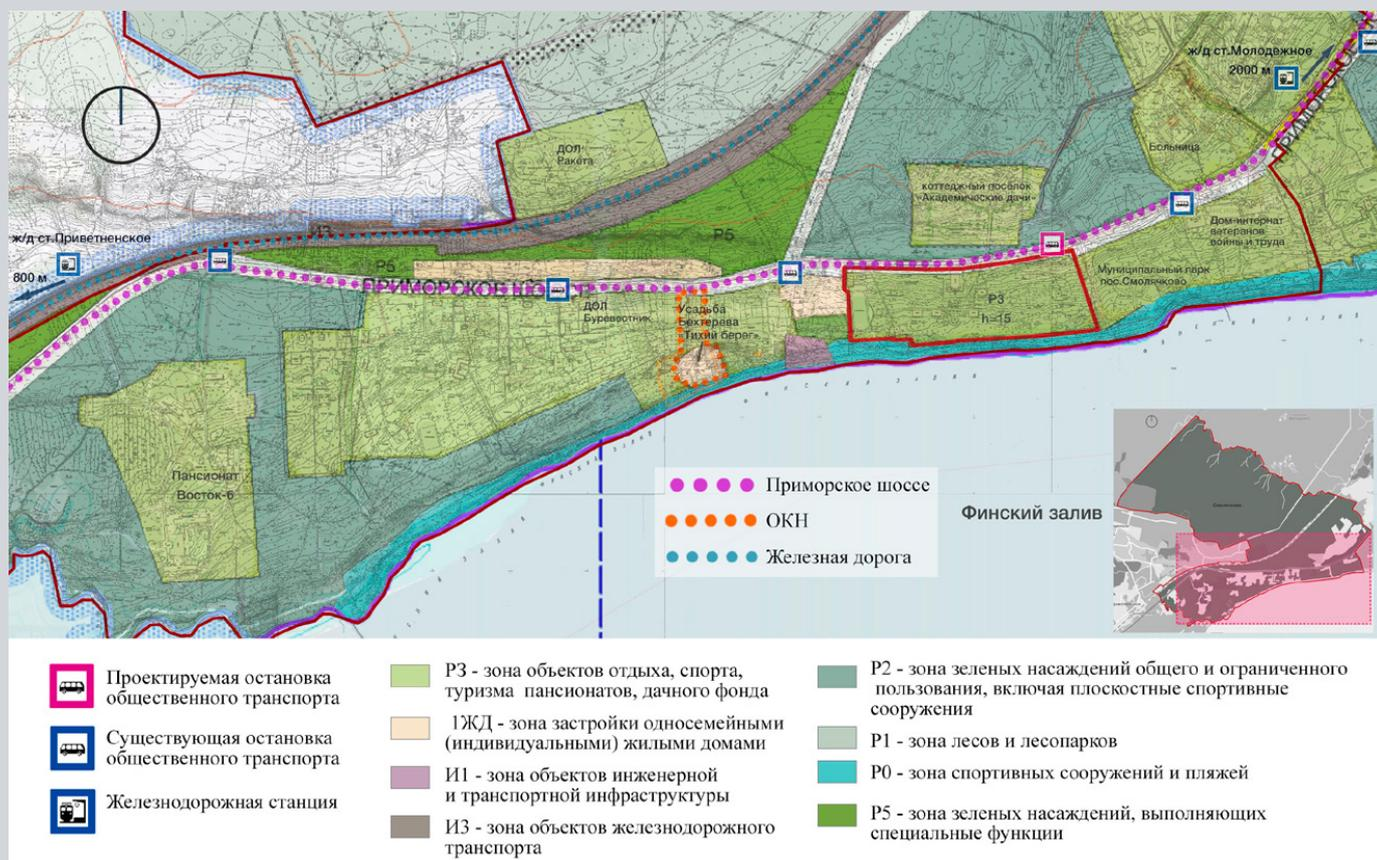 ж/д ст.Молодежное
2000 м
ПРИМОРСКОЕ
ДОЛ
Ракета
Больница
коттеджный поселок
«Академические дачи»
Дом-интернат
ветеранов
войны и труда
И3
Р5
ж/д ст.Приветненское
800 м
Р5
ПРИМОРСКОЕ
Муниципальный парк
пос.Смолячково
ДОЛ
Буревестник
Усадьба
Бехтерева
«Тихий берег»
Р3
h=15
Пансионат
Восток-6
Приморское шоссе
ОКН
Железная дорога
Финский залив
Проектируемая остановка
общественного транспорта
Существующая остановка
общественного транспорта
Железнодорожная станция
Р3 - зона объектов отдыха, спорта,
туризма пансионатов, дачного фонда
1ЖД - зона застройки односемейными
(индивидуальными) жилыми домами
И1 - зона объектов инженерной
и транспортной инфраструктуры
И3 - зона объектов железнодорожного
транспорта
Р2 - зона зеленых насаждений общего и ограниченного
пользования, включая плоскостные спортивные
сооружения
Р1 - зона лесов и лесопарков
Р0 - зона спортивных сооружений и пляжей
Р5 - зона зеленых насаждений, выполняющих
специальные функции